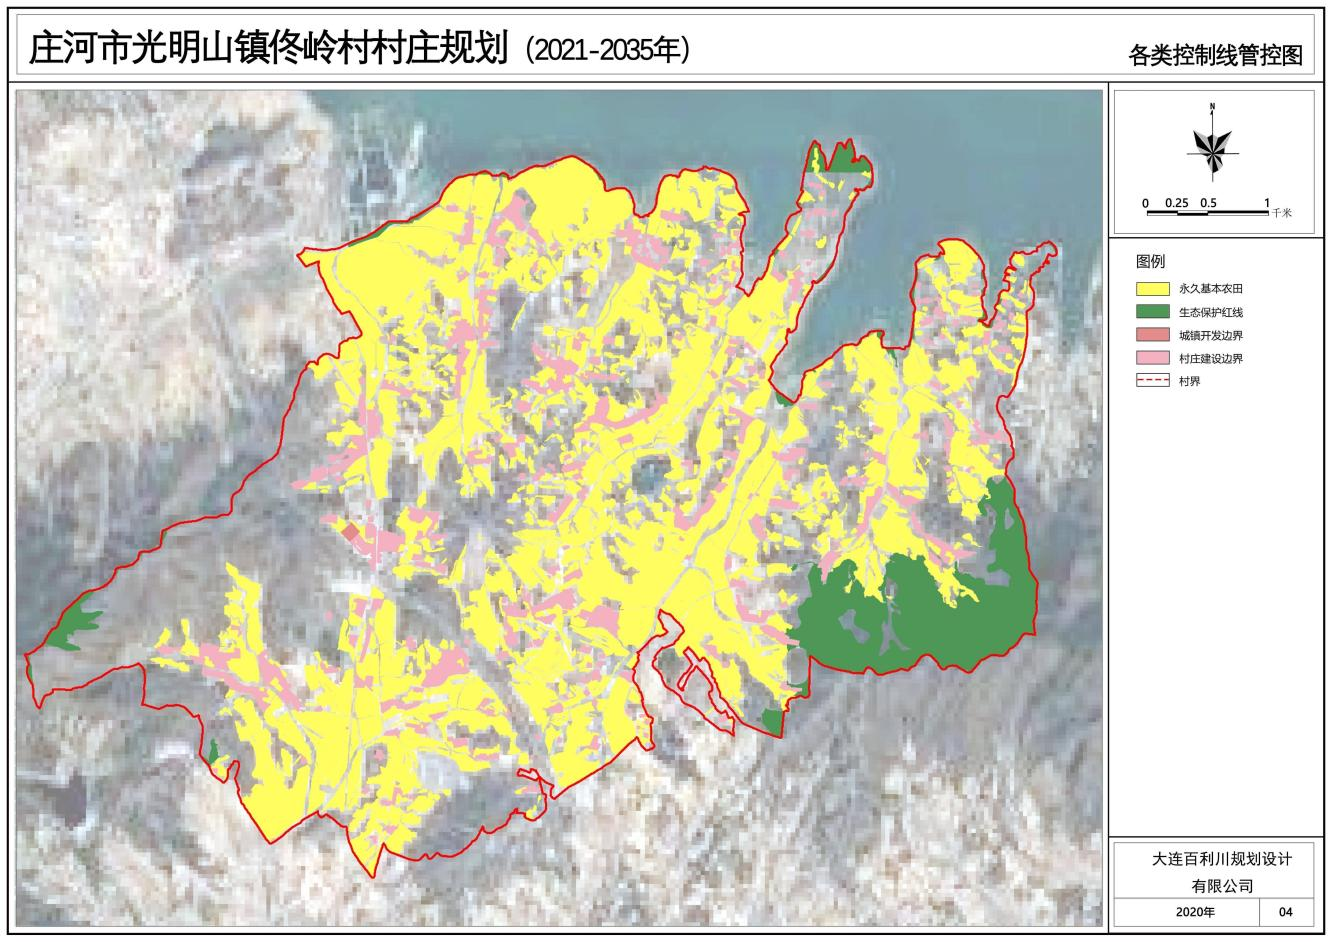 庄河市光明山镇佟岭村村庄规划（2021-2035年）
各类控制线管控图
N
0 0.25 0.5 1
千米
图例
永久基本农田
生态保护红线
城镇开发边界
村庄建设边界
村界
大连百利川规划设计
有限公司
2020年 04